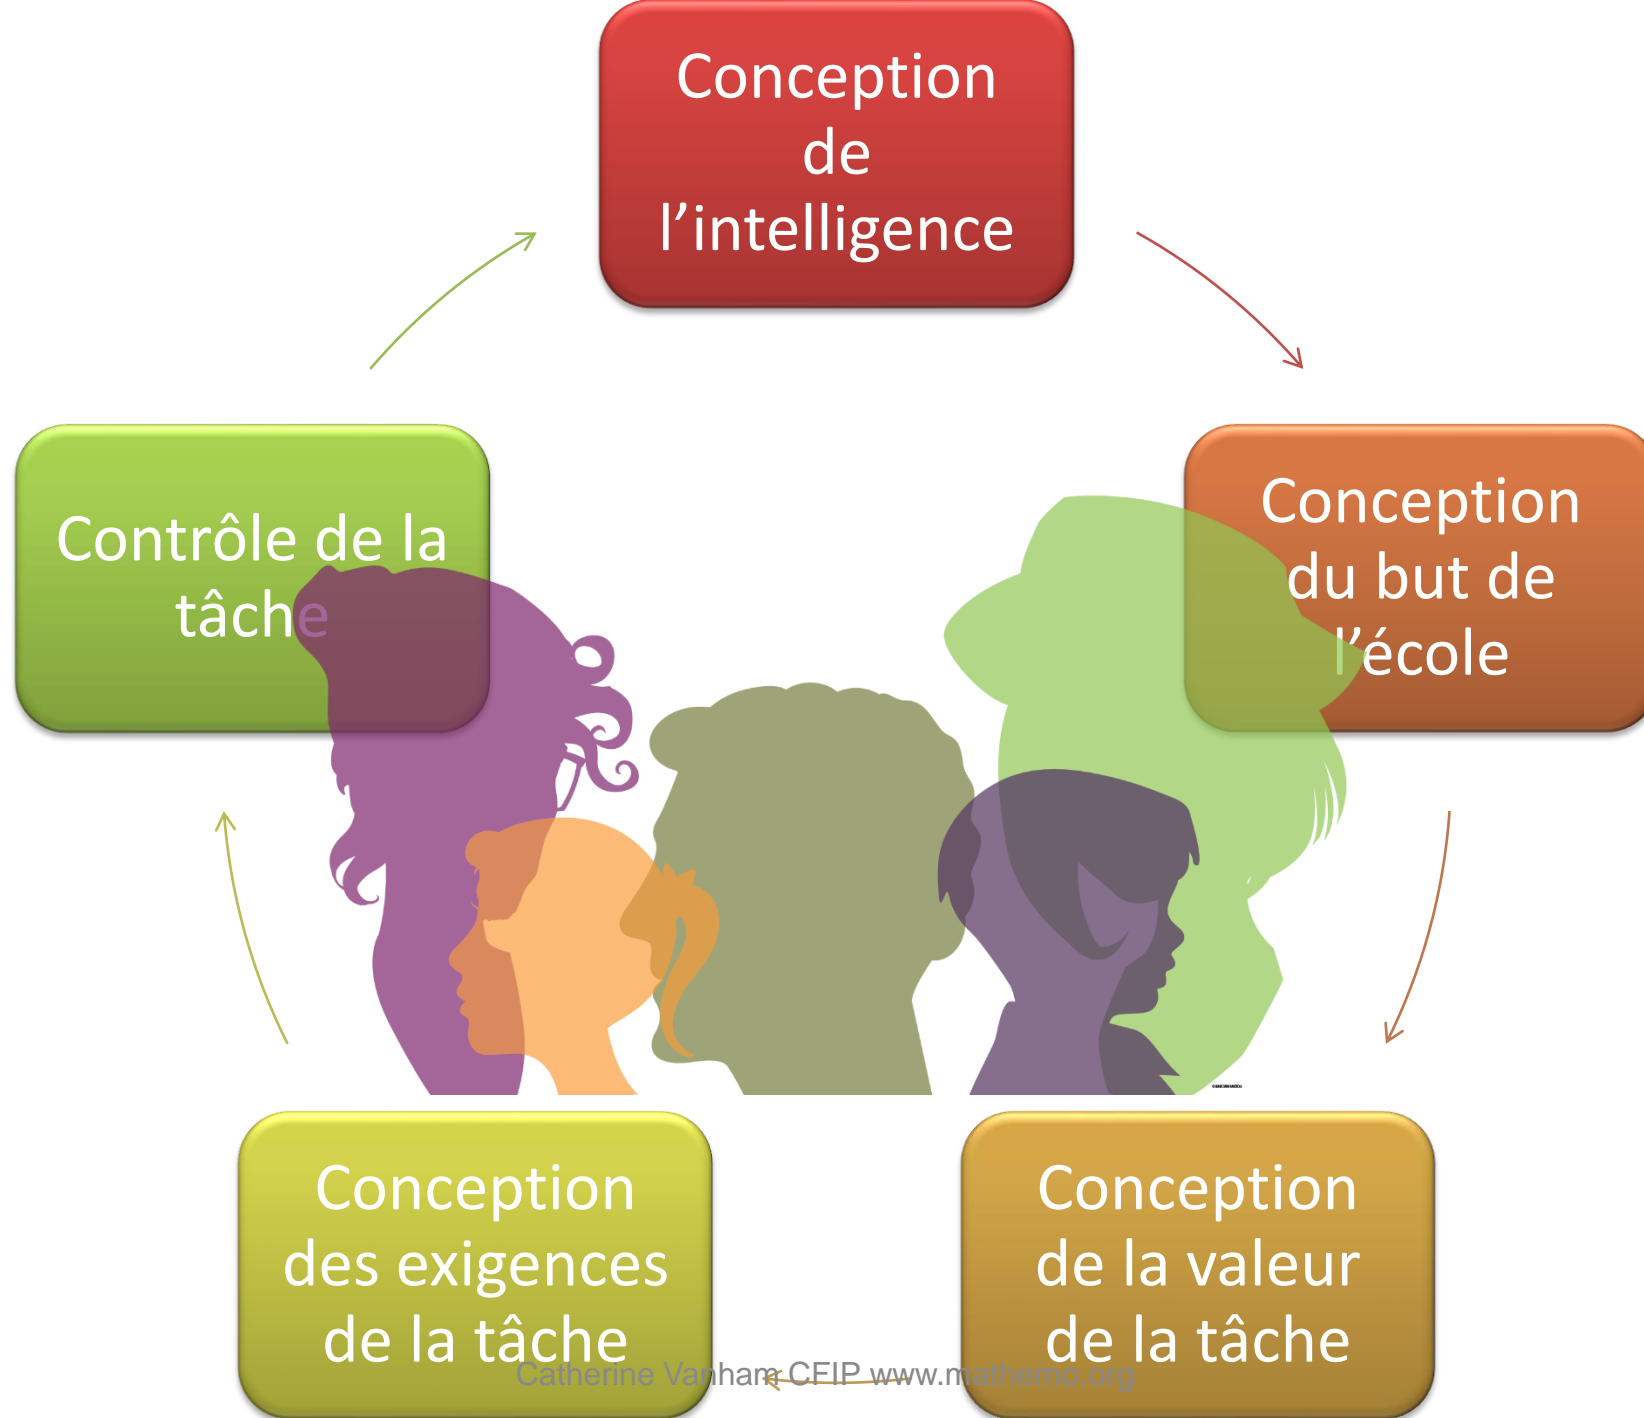 Conception
de
l’intelligence
Conception
du but de
l’école
Contrôle de la
tâche
Conception
des exigences
de la tâche
Conception
de la valeur
de la tâche
Catherine Vanham CFIP www.mathemo.org